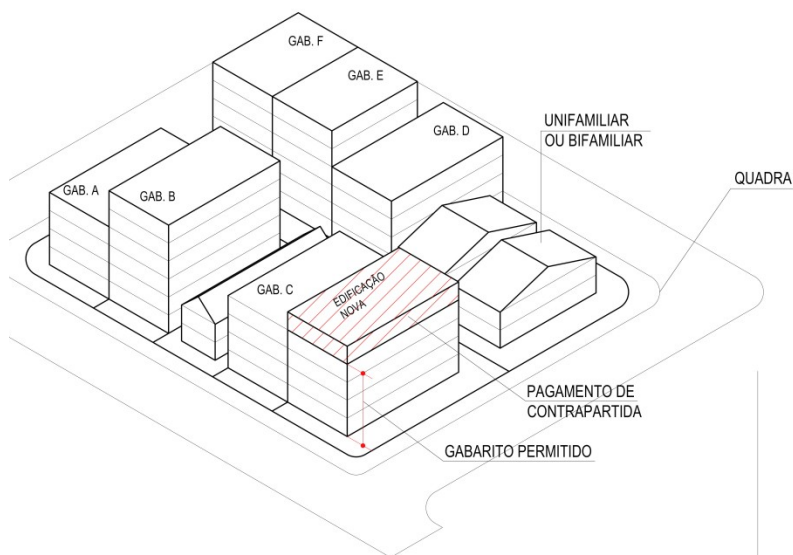 GAB. F
GAB. E
GAB. D
UNIFAMILIAR
OU BIFAMILIAR
QUADRA
GAB. A
GAB. B
GAB. C
EDIFICAÇÃO
NOVA
PAGAMENTO DE
CONTRAPARTIDA
GABARITO PERMITIDO